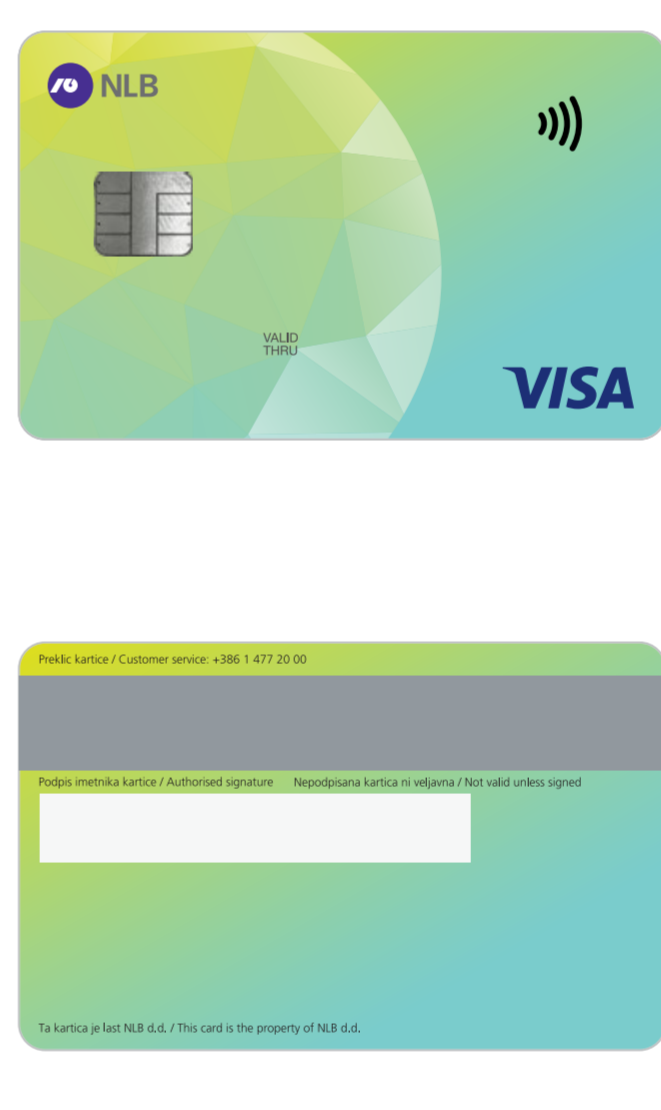 NLB
VALID
THRU
VISA
Preklic kartice / Customer service: +386 1 477 20 00
Podpis imetnika kartice / Authorised signature Nepodpisana kartica ni veljavna / Not valid unless signed
Ta kartica je last NLB d.d. / This card is the property of NLB d.d.